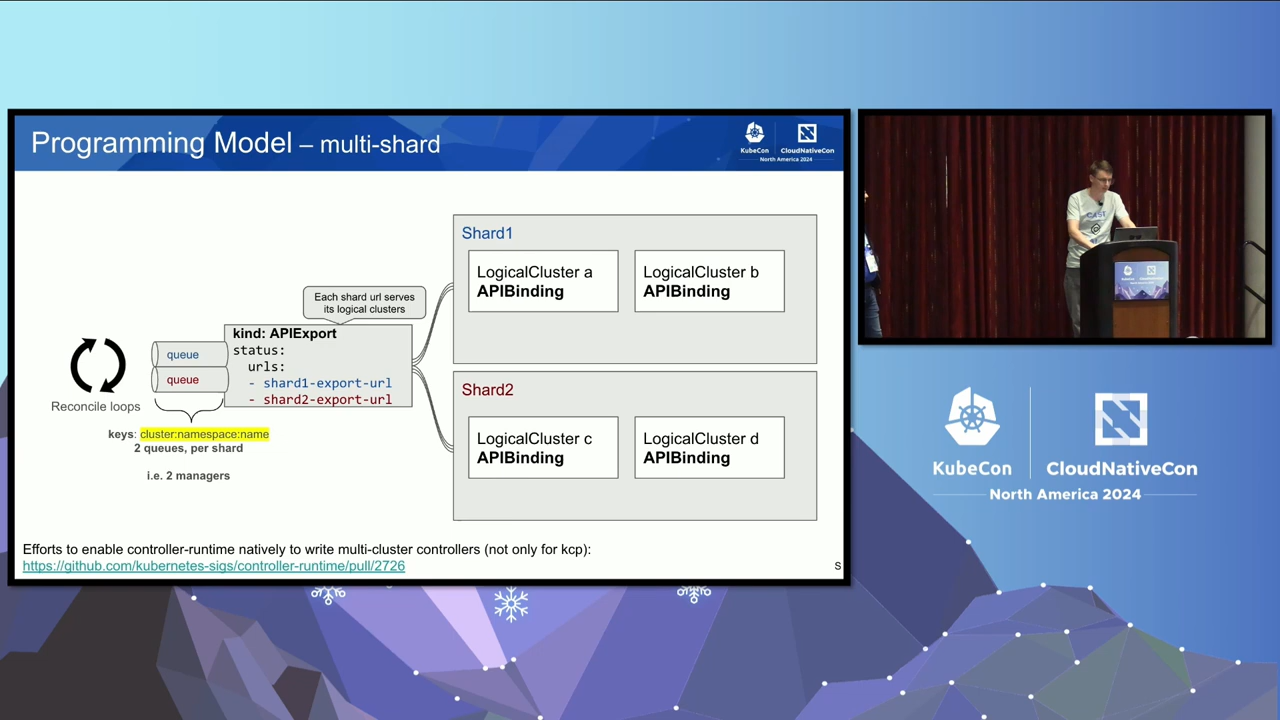 Programming Model – multi-shard
KubeCon
CloudNativeCon
North America 2024
Shard1
LogicalCluster a
APIBinding
LogicalCluster b
APIBinding
Each shard url serves
its logical clusters
kind: APIExport
status:
urls:
- shard1-export-url
- shard2-export-url
queue
queue
Reconcile loops
keys: cluster:namespace:name
2 queues, per shard
i.e. 2 managers
Shard2
LogicalCluster c
APIBinding
LogicalCluster d
APIBinding
Efforts to enable controller-runtime natively to write multi-cluster controllers (not only for kcp):
https://github.com/kubernetes-sigs/controller-runtime/pull/2726
S
KubeCon
CloudNativeCon
North America 2024